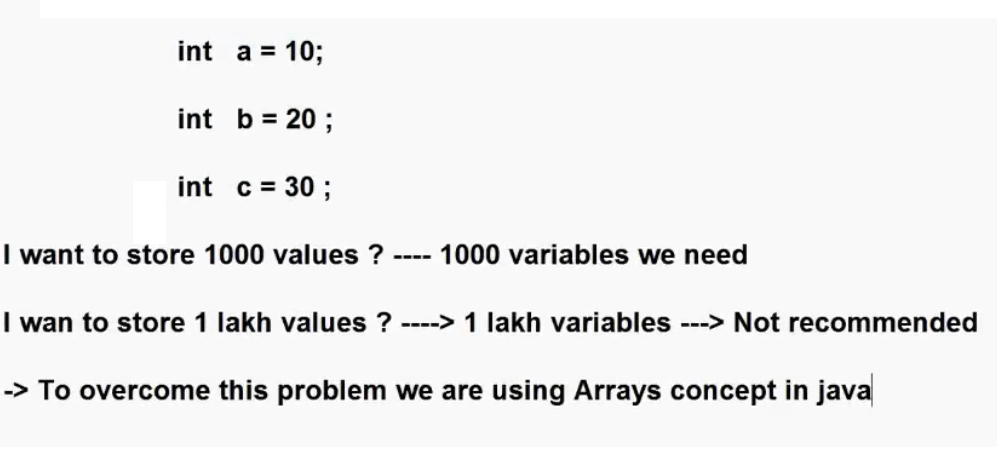 int a = 10;
int b = 20 ;
int c = 30 ;
I want to store 1000 values ? ---- 1000 variables we need
I wan to store 1 lakh values ? ----> 1 lakh variables ---> Not recommended
-> To overcome this problem we are using Arrays concept in java